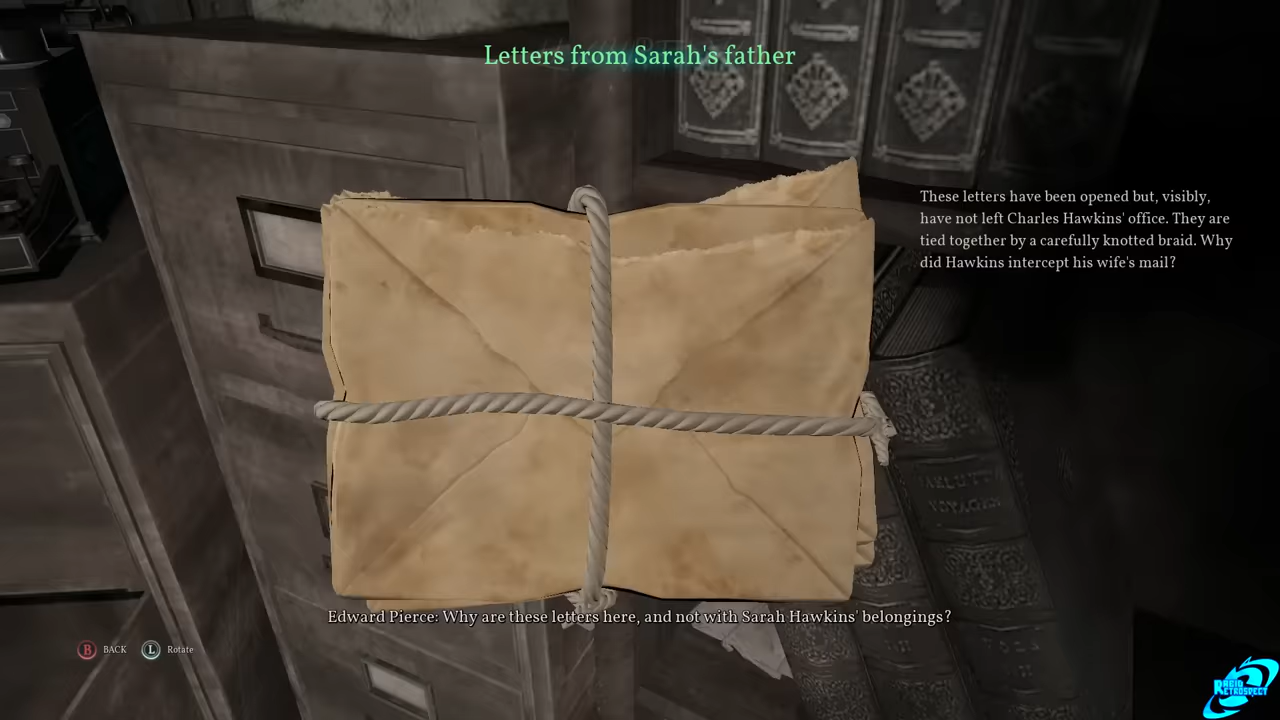 Letters from Sarah's father
These letters have been opened but, visibly,
have not left Charles Hawkins' office. They are
tied together by a carefully knotted braid. Why
did Hawkins intercept his wife's mail?
Edward Pierce: Why are these letters here, and not with Sarah Hawkins' belongings?
B BACK L Rotate
RETROSPECT